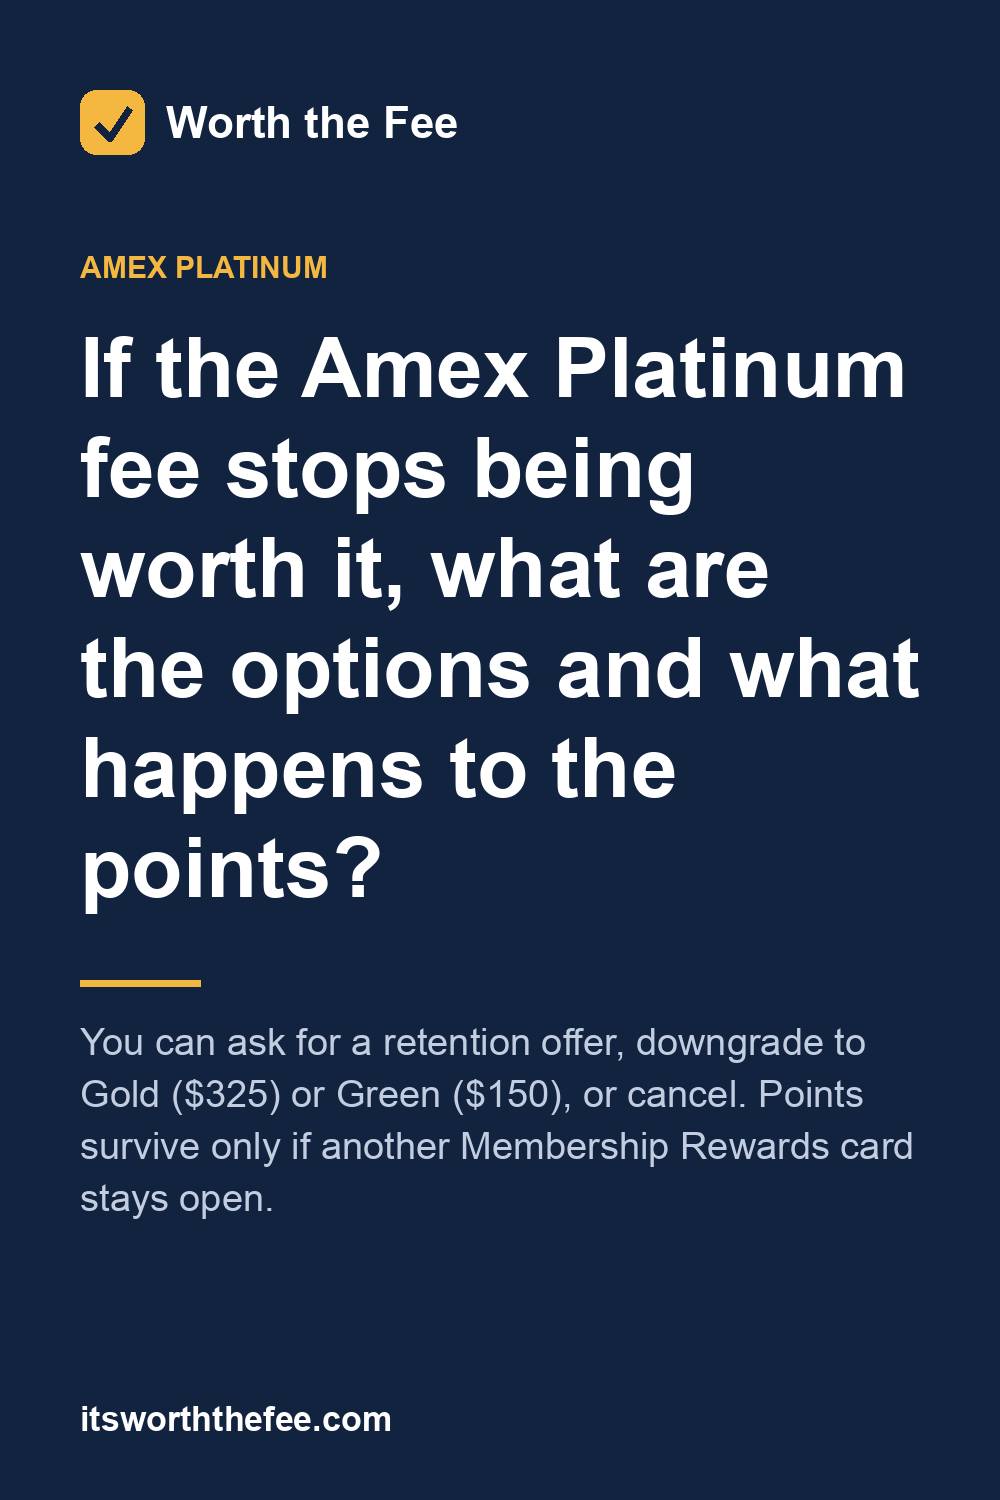 Worth the Fee
AMEX PLATINUM
If the Amex Platinum
fee stops being
worth it, what are
the options and what
happens to the
points?
You can ask for a retention offer, downgrade to
Gold ($325) or Green ($150), or cancel. Points
survive only if another Membership Rewards card
stays open.
itsworththefee.com